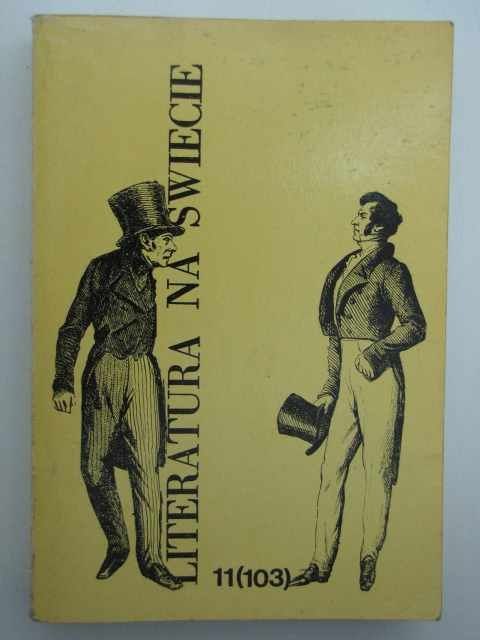 LITERATURA NA ŚWIECIE
11(103)